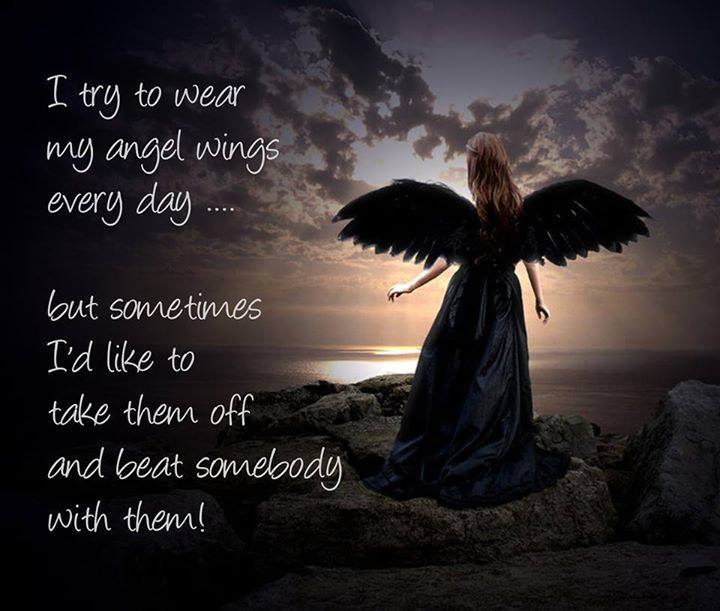 I try to wear
my angel wings
every day ....
but sometimes
I'd like to
take them off
and beat somebody
with them!